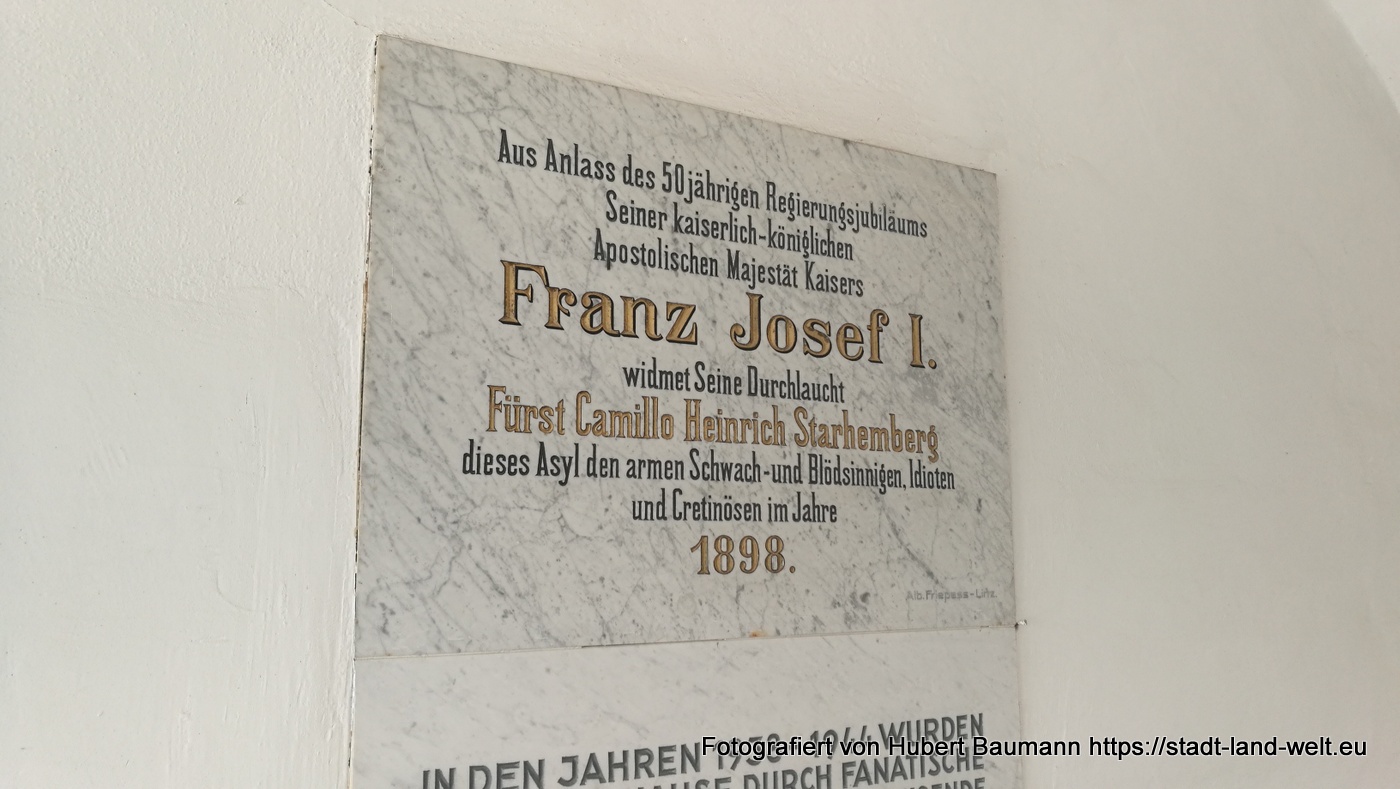 Aus Anlass des 50jährigen Regierungsjubiläums
Seiner kaiserlich-königlichen
Apostolischen Majestät Kaisers
Franz Josef I.
widmet Seine Durchlaucht
Fürst Camillo Heinrich Starhemberg
dieses Asyl den armen Schwach-und Blödsinnigen, Idioten
und Cretinösen im Jahre
1898.
Alb. Friepess-Linz.
IN DEN JAHREN 1938-1944 WURDEN
DURCH FANATISCHE
Fotografiert von Hubert Baumann https://stadt-land-welt.eu